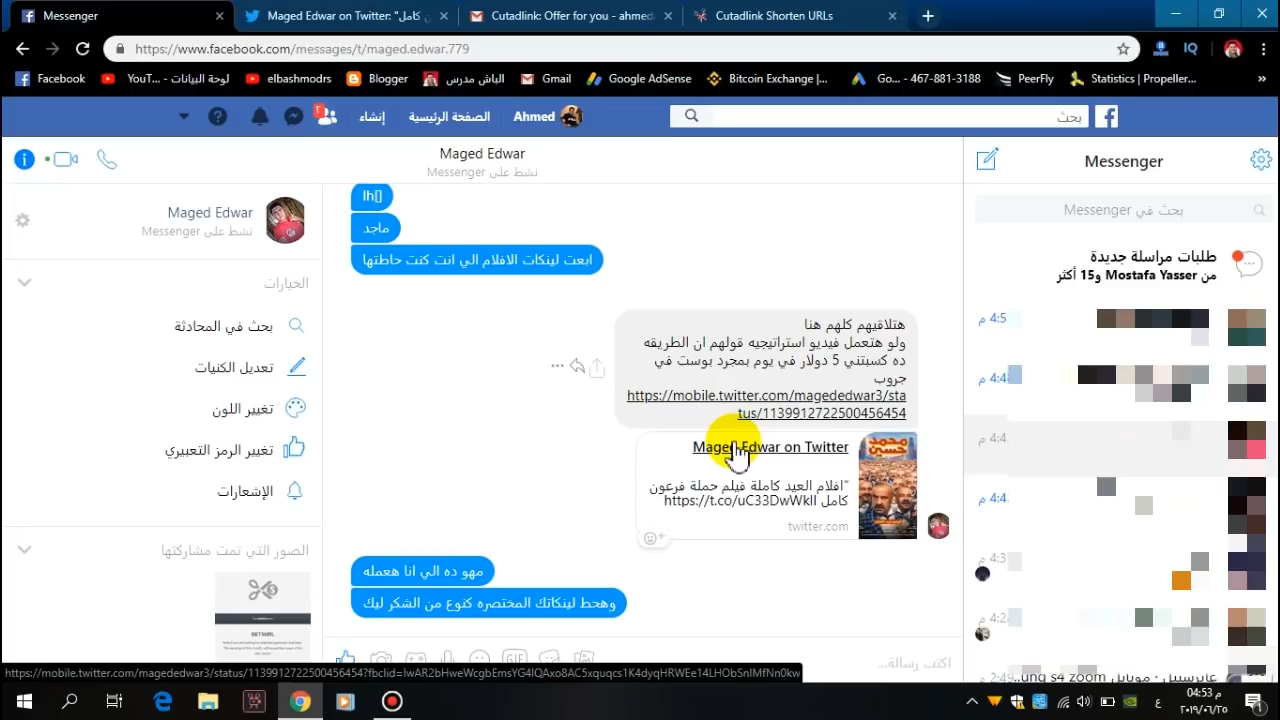 Messenger
Maged Edwar on Twitter: "ن كامل
Cutadlink: Offer for you - ahmed
Cutadlink Shorten URLs
https://www.facebook.com/messages/t/maged.edwar.779
IQ
Facebook
YouT...
لوحة البيانات - ...
elbashmodrs
Blogger
الباش مدرس
Gmail
Google AdSense
Bitcoin Exchange |...
Go... - 467-881-3188
PeerFly
Statistics | Propeller...
»
إنشاء
الصفحة الرئيسية
Ahmed
بحث
Maged Edwar
نشط على Messenger
Messenger
Maged Edwar
نشط على Messenger
الخيارات
بحث في المحادثة
تعديل الكنيات
تغيير اللون
تغيير الرمز التعبيري
الإشعارات
الصور التي تمت مشاركتها
GETSURL
lh[]
ماجد
ابعت لينكات الافلام الي انت كنت حاطتها
هتلاقيهم كلهم هنا
ولو هتعمل فيديو استراتيجيه قولهم ان الطريقه
ده كسبتني 5 دولار في يوم بمجرد بوست في
جروب
https://mobile.twitter.com/magededwar3/sta
tus/1139912722500456454
Maged Edwar on Twitter
"افلام العيد كاملة فيلم حملة فرعون
كامل https://t.co/uC33DwWkII
twitter.com
محمد
حسين
مهو ده الي انا هعمله
وهحط لينكاتك المختصره كنوع من الشكر ليك
GIF
اكتب رسالة...
بحث في Messenger
طلبات مراسلة جديدة
من Mostafa Yasser و15 أكثر
4:5 م
4:4 م
4:4 م
4:4 م
4:3 م
4:2 م
https://mobile.twitter.com/magededwar3/status/1139912722500456454?fbclid=IwAR2bHweWcgbEmsYG4lQAxo8AC5xquqcs1K4dyqHRWEe14LHObSnIMfNn0kw
ع
04:53 م
٢٠١٩/٠٦/٢٥